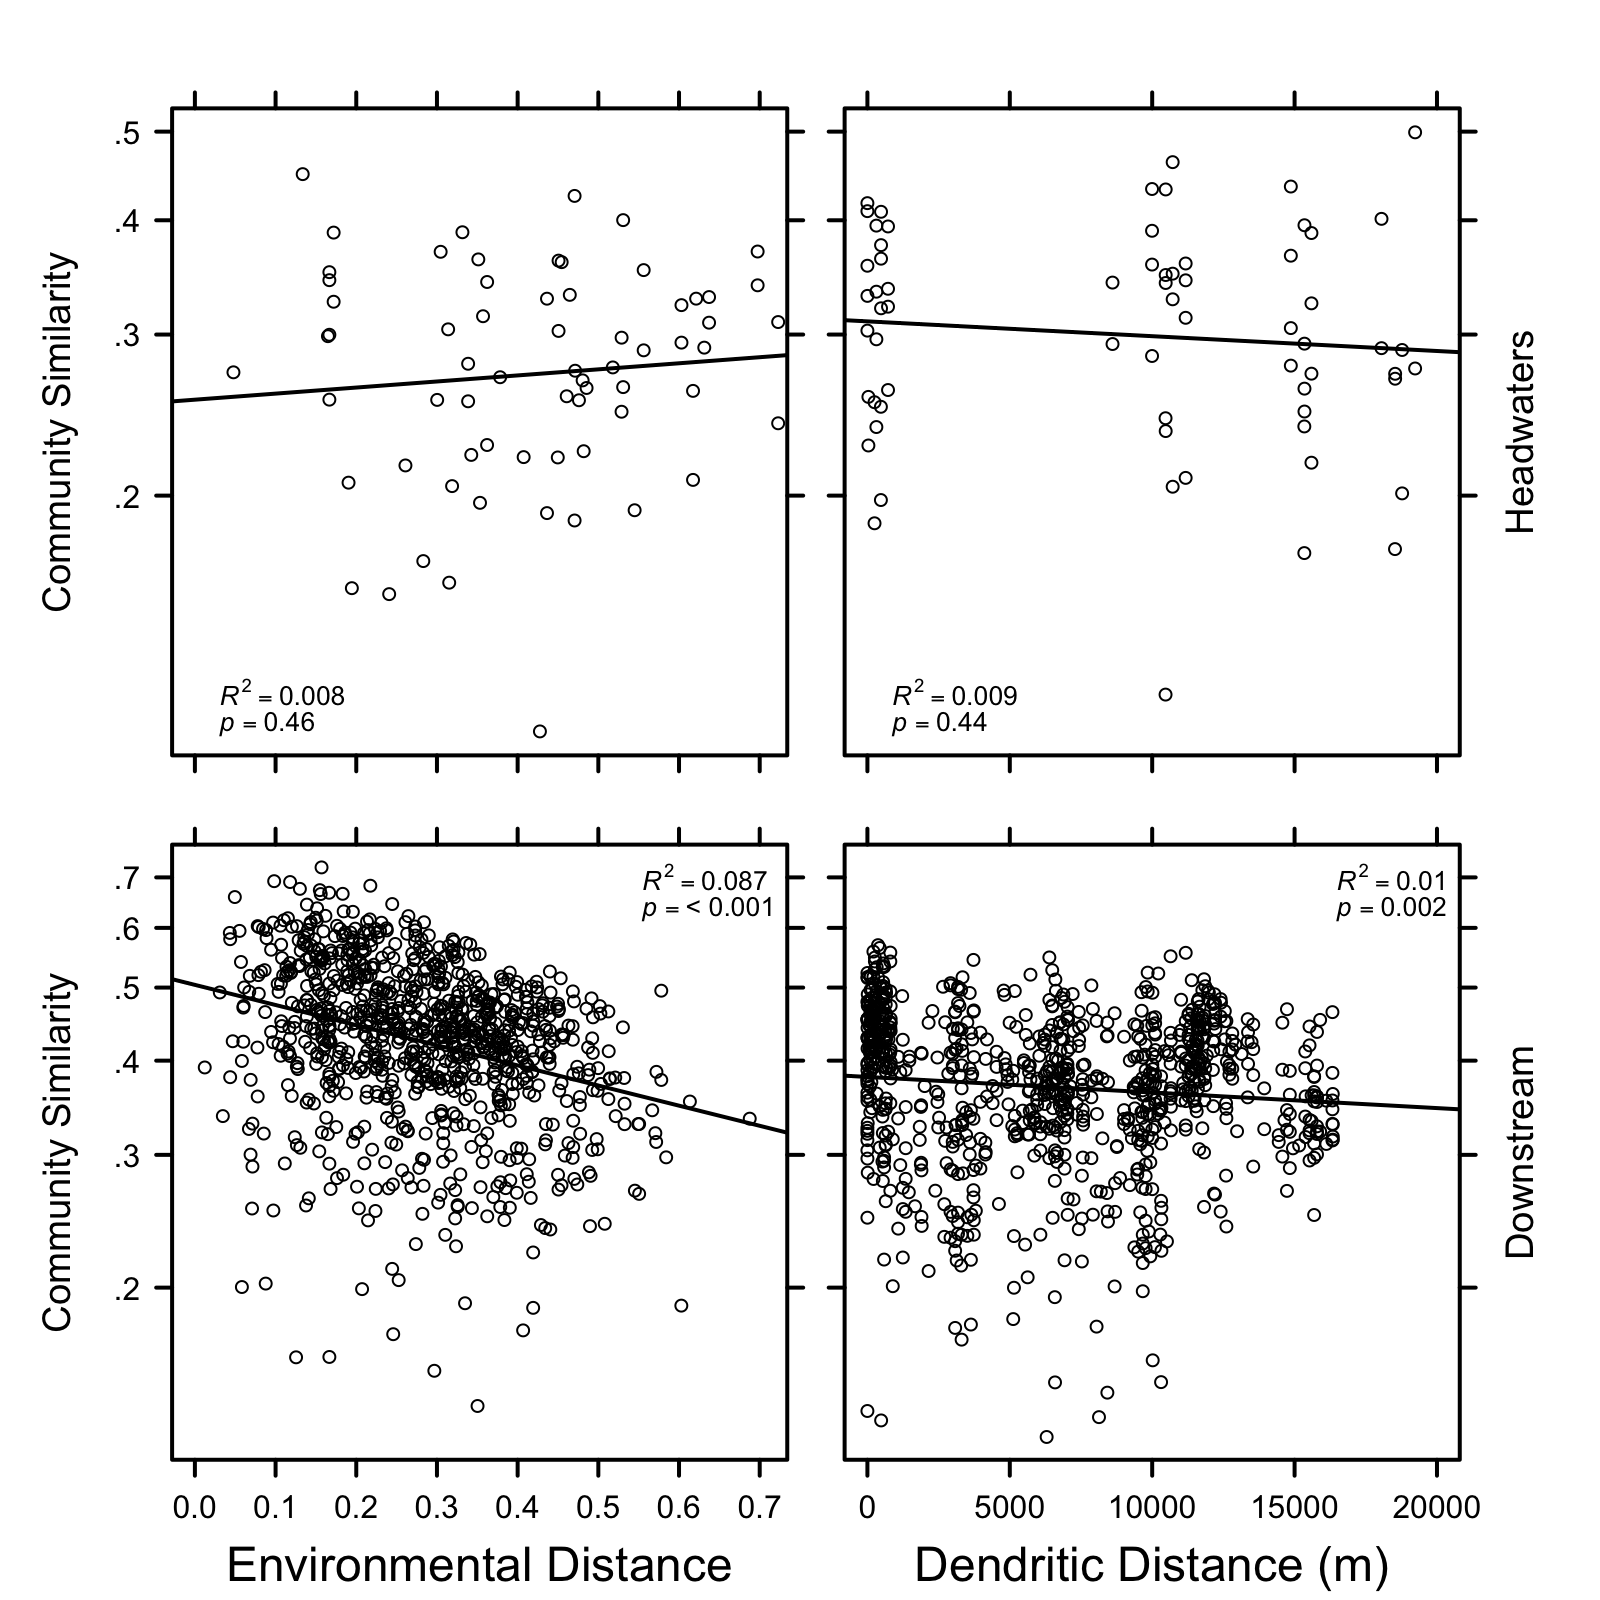 .5
.4
.3
.2
Community Similarity
R² = 0.008
p = 0.46
R² = 0.009
p = 0.44
Headwaters
.7
.6
.5
.4
.3
.2
Community Similarity
R² = 0.087
p = < 0.001
R² = 0.01
p = 0.002
Downstream
0.0 0.1 0.2 0.3 0.4 0.5 0.6 0.7
0 5000 10000 15000 20000
Environmental Distance
Dendritic Distance (m)